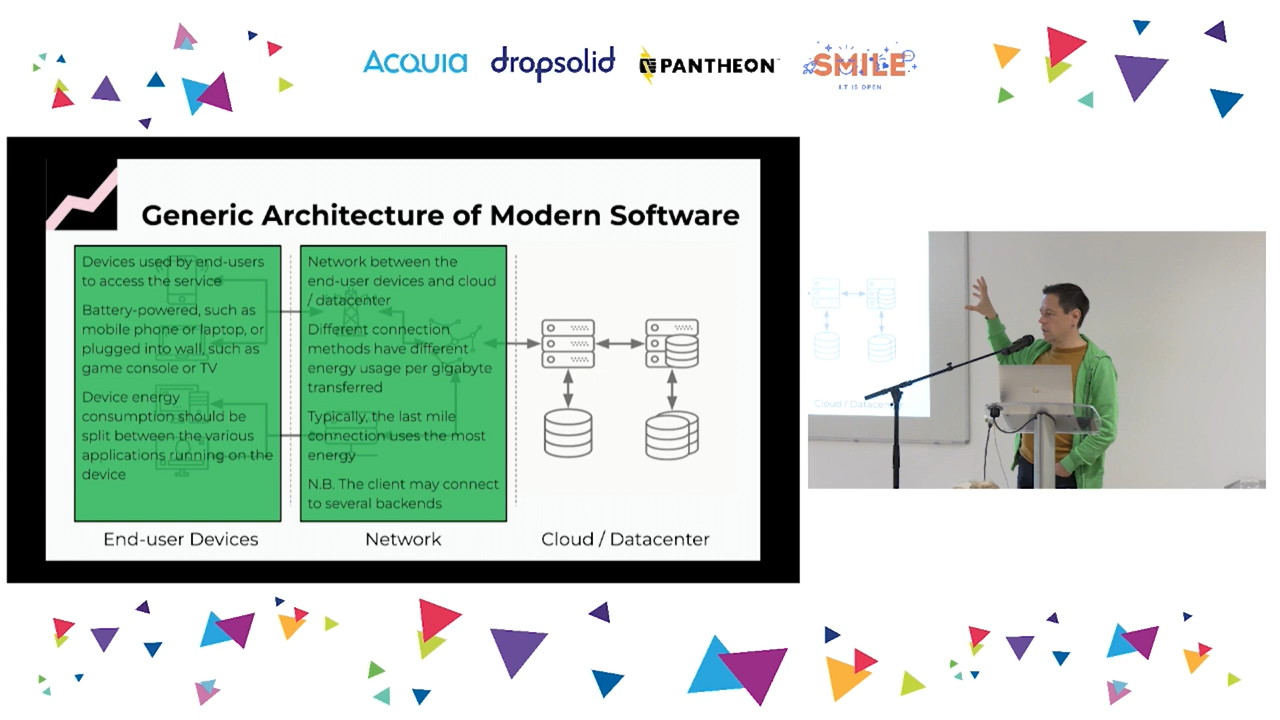 ACQUIA dropsolid PANTHEON SMILE
I.T IS OPEN
Generic Architecture of Modern Software
Devices used by end-users
to access the service
Battery-powered, such as
mobile phone or laptop, or
plugged into wall, such as
game console or TV
Device energy
consumption should be
split between the various
applications running on the
device
End-user Devices
Network between the
end-user devices and cloud
/ datacenter
Different connection
methods have different
energy usage per gigabyte
transferred
Typically, the last mile
connection uses the most
energy
N.B. The client may connect
to several backends
Network
Cloud / Datacenter
Cloud / Datacenter